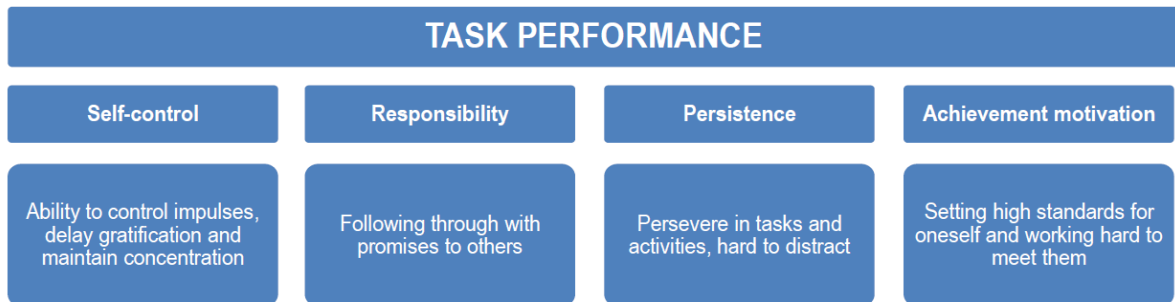 TASK PERFORMANCE
Self-control
Responsibility
Persistence
Achievement motivation
Ability to control impulses,
delay gratification and
maintain concentration
Following through with
promises to others
Persevere in tasks and
activities, hard to distract
Setting high standards for
oneself and working hard to
meet them